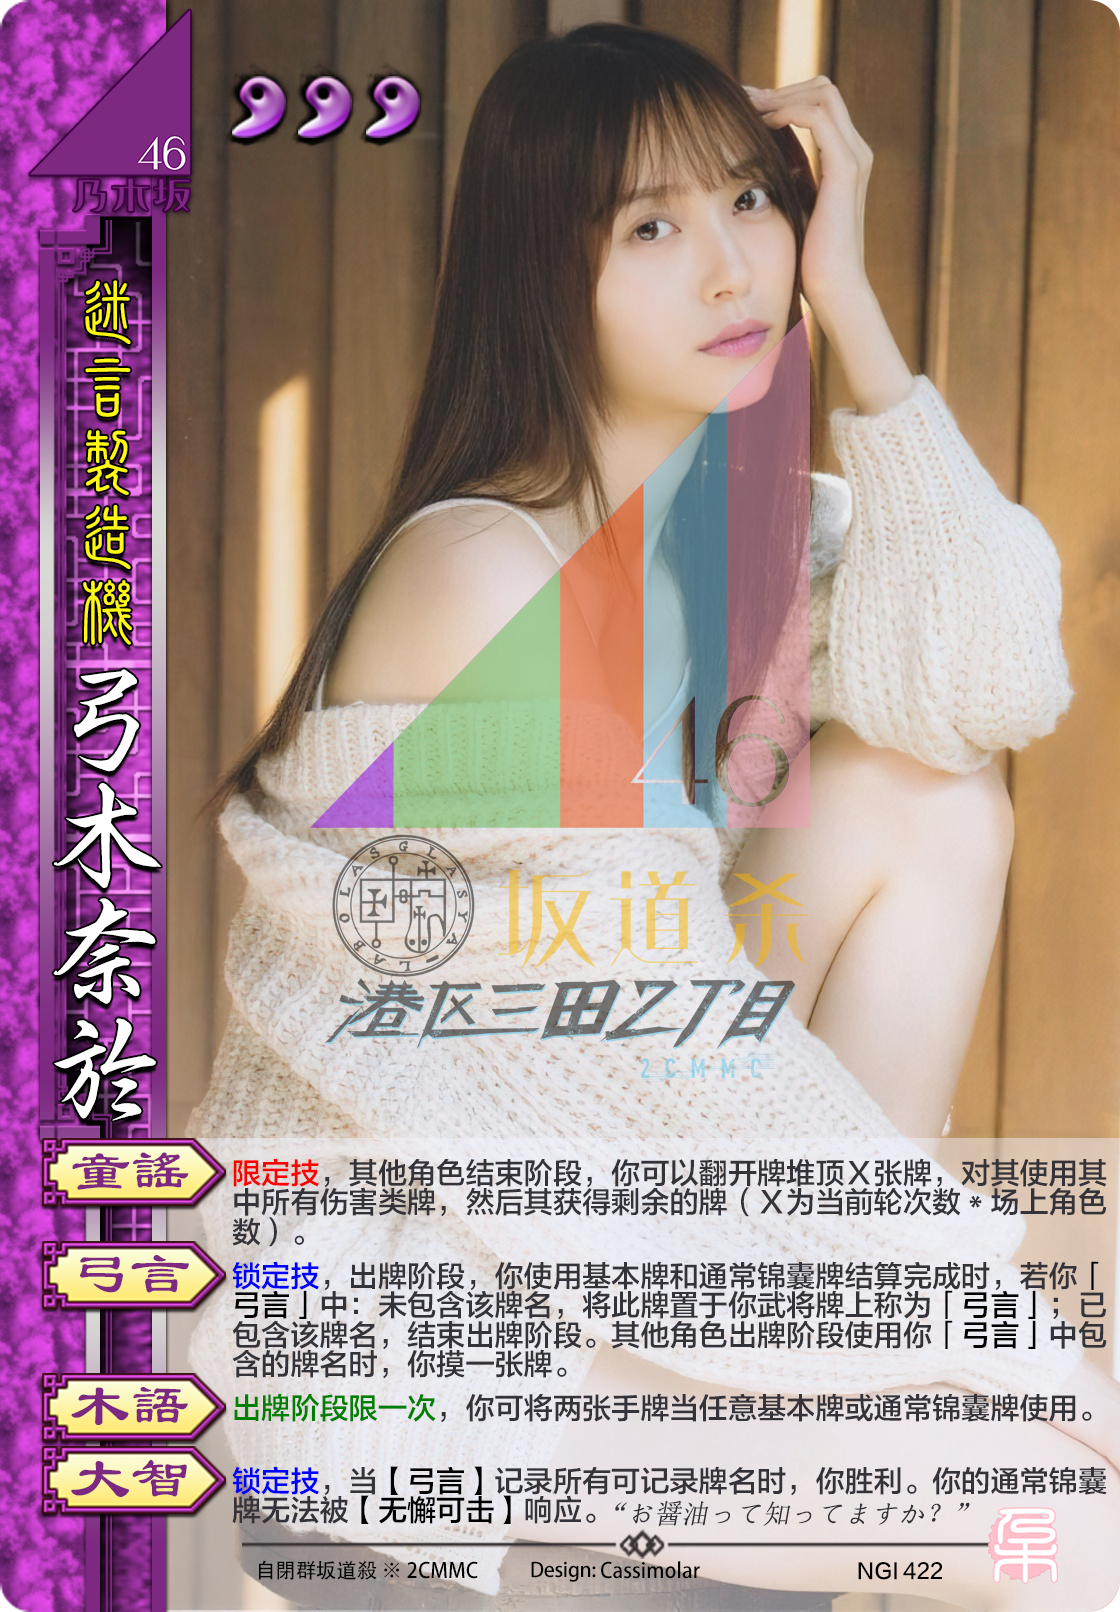 46
乃木坂
迷言製造機
弓木奈於
46
GLASYA-LABOLAS
坂道杀
港区三田2丁目
2CMMC
童謠
限定技，其他角色结束阶段，你可以翻开牌堆顶X张牌，对其使用其
中所有伤害类牌，然后其获得剩余的牌（X为当前轮次数*场上角色
数）。
弓言
锁定技，出牌阶段，你使用基本牌和通常锦囊牌结算完成时，若你「
弓言」中：未包含该牌名，将此牌置于你武将牌上称为「弓言」；已
包含该牌名，结束出牌阶段。其他角色出牌阶段使用你「弓言」中包
含的牌名时，你摸一张牌。
木語
出牌阶段限一次，你可将两张手牌当任意基本牌或通常锦囊牌使用。
大智
锁定技，当【弓言】记录所有可记录牌名时，你胜利。你的通常锦囊
牌无法被【无懈可击】响应。“お醤油って知ってますか？”
自閉群坂道殺 ※ 2CMMC
Design: Cassimolar
NGI 422